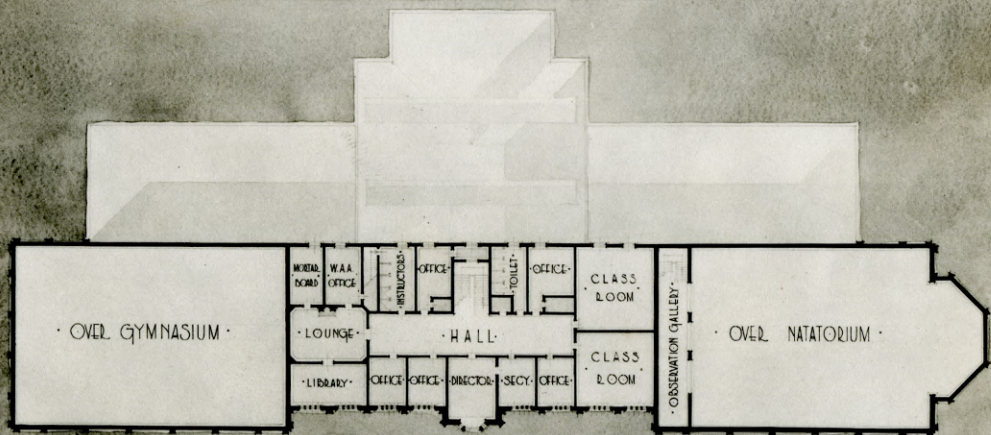 MORTAR
BOARD
W.A.A.
OFFICE
INSTRUCTORS
OFFICE
TOILET
OFFICE
CLASS
ROOM
OVER GYMNASIUM
LOUNGE
HALL
OBSERVATION GALLERY
OVER NATATORIUM
LIBRARY
OFFICE
OFFICE
DIRECTOR
SECY.
OFFICE
CLASS
ROOM